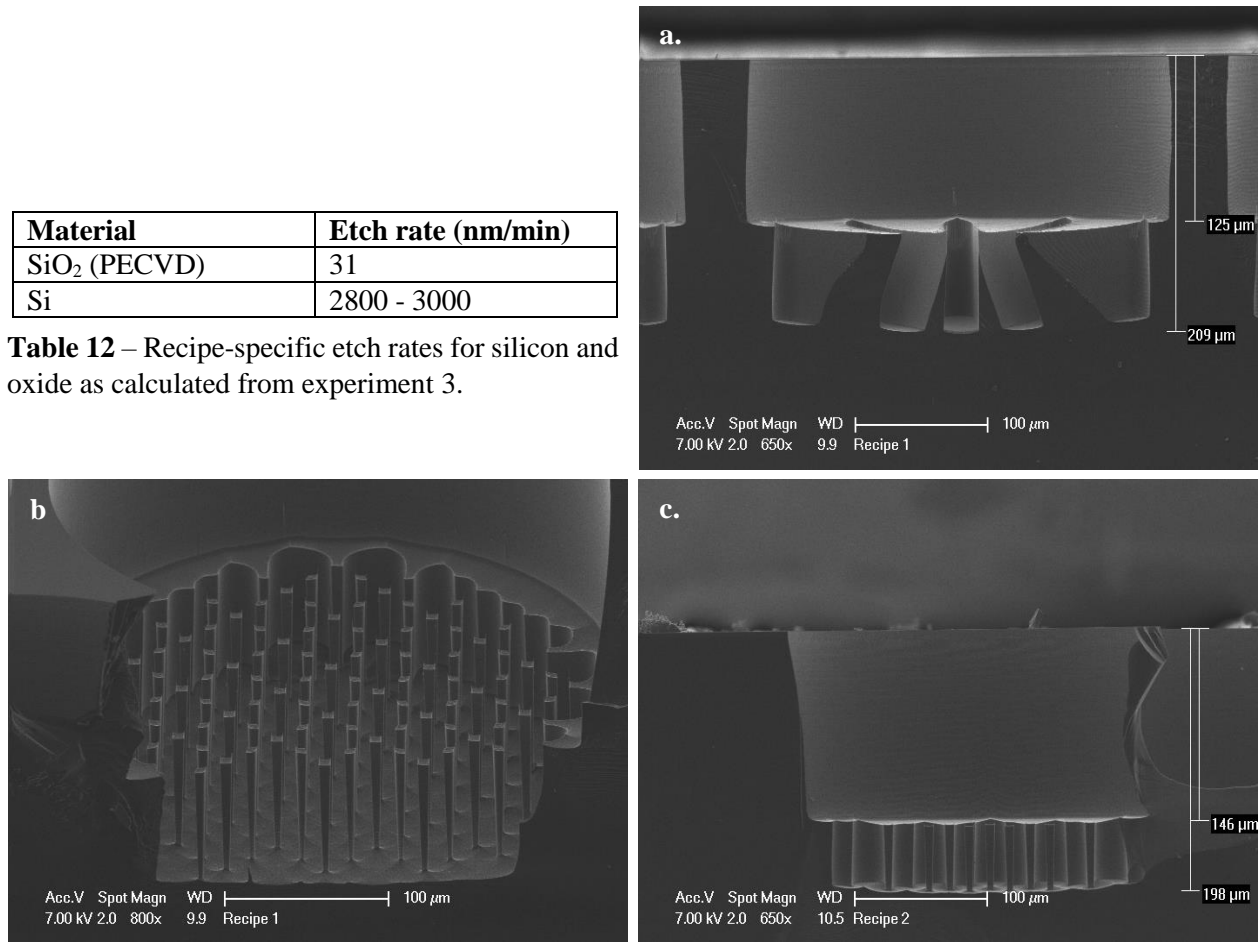 Material Etch rate (nm/min)
SiO₂ (PECVD) 31
Si 2800 - 3000
Table 12 – Recipe-specific etch rates for silicon and
oxide as calculated from experiment 3.
a.
125 µm
209 µm
Acc.V Spot Magn WD 100 µm
7.00 kV 2.0 650x 9.9 Recipe 1
b
Acc.V Spot Magn WD 100 µm
7.00 kV 2.0 800x 9.9 Recipe 1
c.
146 µm
198 µm
Acc.V Spot Magn WD 100 µm
7.00 kV 2.0 650x 10.5 Recipe 2